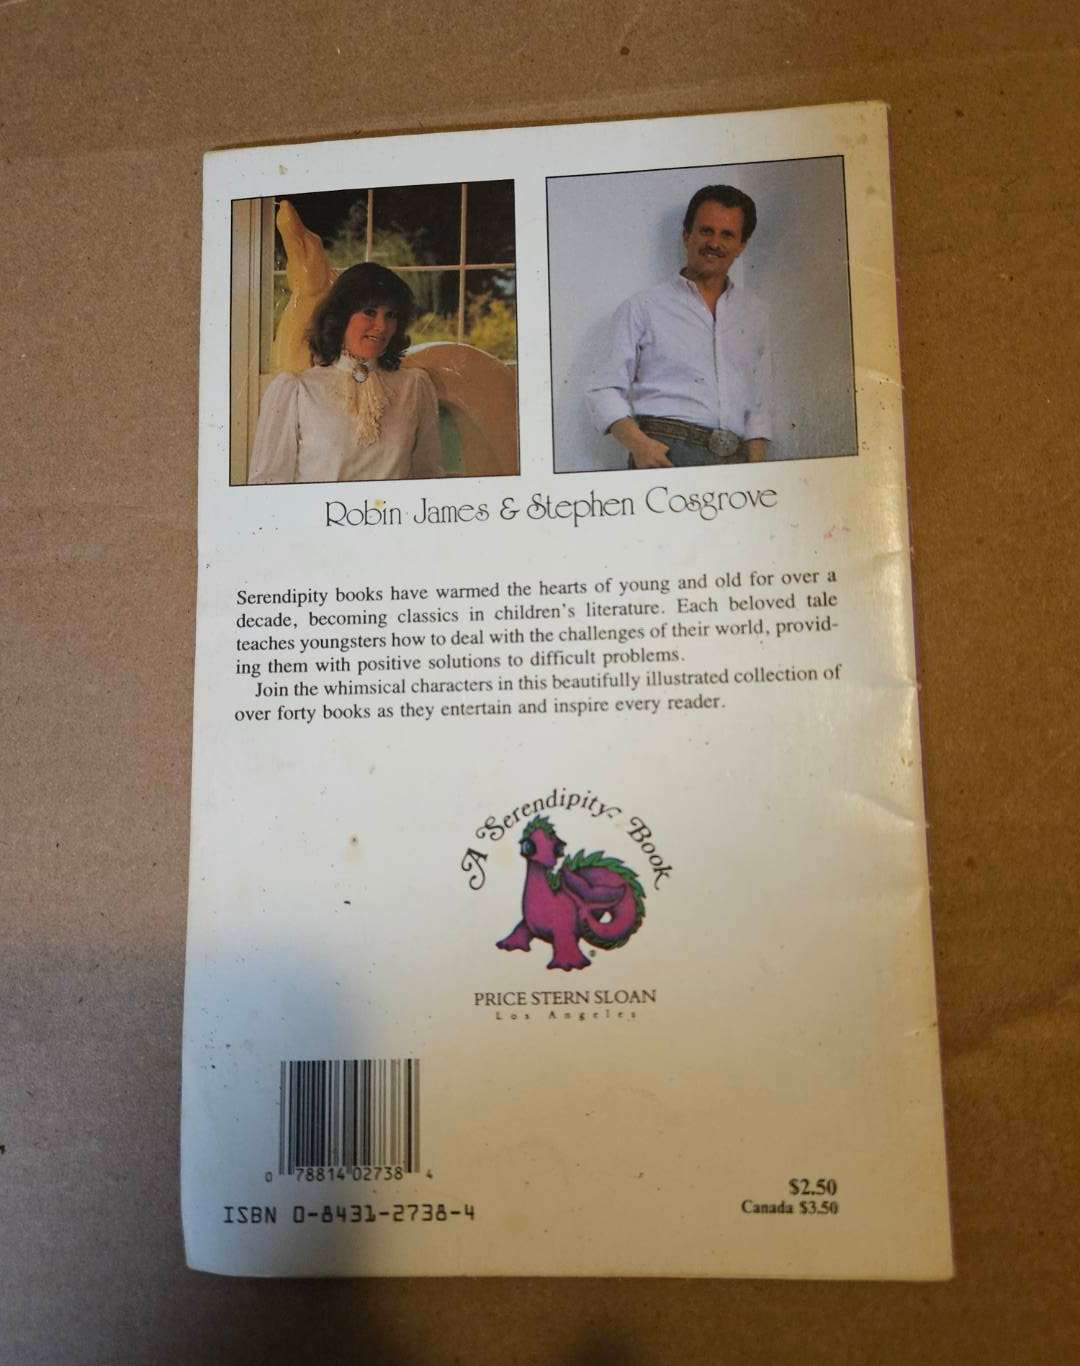 Robin James & Stephen Cosgrove
Serendipity books have warmed the hearts of young and old for over a
decade, becoming classics in children's literature. Each beloved tale
teaches youngsters how to deal with the challenges of their world, provid-
ing them with positive solutions to difficult problems.
Join the whimsical characters in this beautifully illustrated collection of
over forty books as they entertain and inspire every reader.
A Serendipity Book
PRICE STERN SLOAN
Los Angeles
0 78814 02738 4
ISBN 0-8431-2738-4
$2.50
Canada $3.50